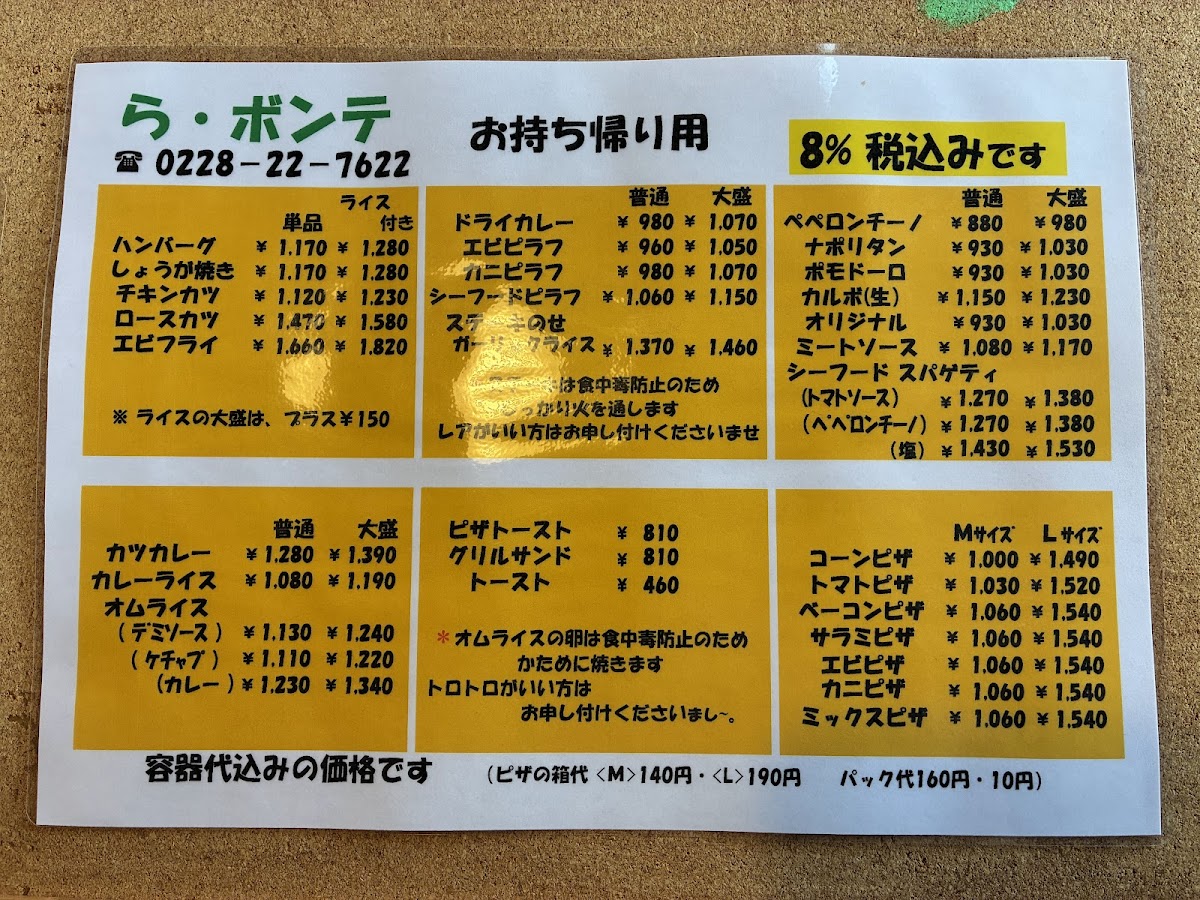 ら・ボンテ
☎ 0228-22-7622
お持ち帰り用
8% 税込みです
ライス
単品 付き
ハンバーグ ￥1.170 ￥1.280
しょうが焼き ￥1.170 ￥1.280
チキンカツ ￥1.120 ￥1.230
ロースカツ ￥1.470 ￥1.580
エビフライ ￥1.660 ￥1.820
※ ライスの大盛は、プラス￥150
普通 大盛
ドライカレー ￥980 ￥1.070
エビピラフ ￥960 ￥1.050
カニピラフ ￥980 ￥1.070
シーフードピラフ ￥1.060 ￥1.150
ステーキのせ
ガーリックライス ￥1.370 ￥1.460
は食中毒防止のため
しっかり火を通します
レアがいい方はお申し付けくださいませ
普通 大盛
ペペロンチーノ ￥880 ￥980
ナポリタン ￥930 ￥1.030
ポモドーロ ￥930 ￥1.030
カルボ(生) ￥1.150 ￥1.230
オリジナル ￥930 ￥1.030
ミートソース ￥1.080 ￥1.170
シーフード スパゲティ
(トマトソース) ￥1.270 ￥1.380
(ペペロンチーノ) ￥1.270 ￥1.380
(塩) ￥1.430 ￥1.530
普通 大盛
カツカレー ￥1.280 ￥1.390
カレーライス ￥1.080 ￥1.190
オムライス
(デミソース) ￥1.130 ￥1.240
(ケチャプ) ￥1.110 ￥1.220
(カレー) ￥1.230 ￥1.340
ピザトースト ￥810
グリルサンド ￥810
トースト ￥460
*オムライスの卵は食中毒防止のため
かために焼きます
トロトロがいい方は
お申し付けくださいまし~。
Mサイズ Lサイズ
コーンピザ ￥1.000 ￥1.490
トマトピザ ￥1.030 ￥1.520
ベーコンピザ ￥1.060 ￥1.540
サラミピザ ￥1.060 ￥1.540
エビピザ ￥1.060 ￥1.540
カニピザ ￥1.060 ￥1.540
ミックスピザ ￥1.060 ￥1.540
容器代込みの価格です (ピザの箱代〈M〉140円・〈L〉190円 パック代160円・10円)